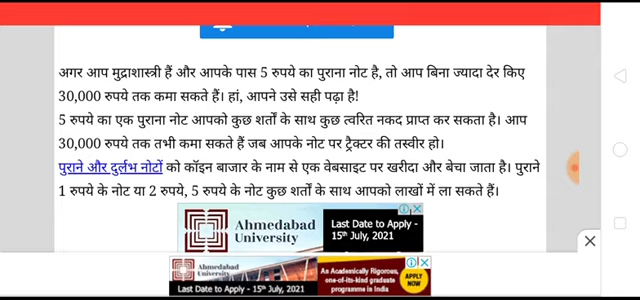 अगर आप मुद्राशास्त्री हैं और आपके पास 5 रुपये का पुराना नोट है, तो आप बिना ज्यादा देर किए
30,000 रुपये तक कमा सकते हैं। हां, आपने उसे सही पढ़ा है!
5 रुपये का एक पुराना नोट आपको कुछ शर्तों के साथ कुछ त्वरित नकद प्राप्त कर सकता है। आप
30,000 रुपये तक तभी कमा सकते हैं जब आपके नोट पर ट्रैक्टर की तस्वीर हो।
पुराने और दुर्लभ नोटों को कॉइन बाजार के नाम से एक वेबसाइट पर खरीदा और बेचा जाता है। पुराने
1 रुपये के नोट या 2 रुपये, 5 रुपये के नोट कुछ शर्तों के साथ आपको लाखों में ला सकते हैं।
Ahmedabad
University
Last Date to Apply -
15th July, 2021
Ahmedabad
University
Last Date to Apply - 15th July, 2021
As Academically Rigorous,
one-of-its-kind graduate
programme in India
APPLY
NOW